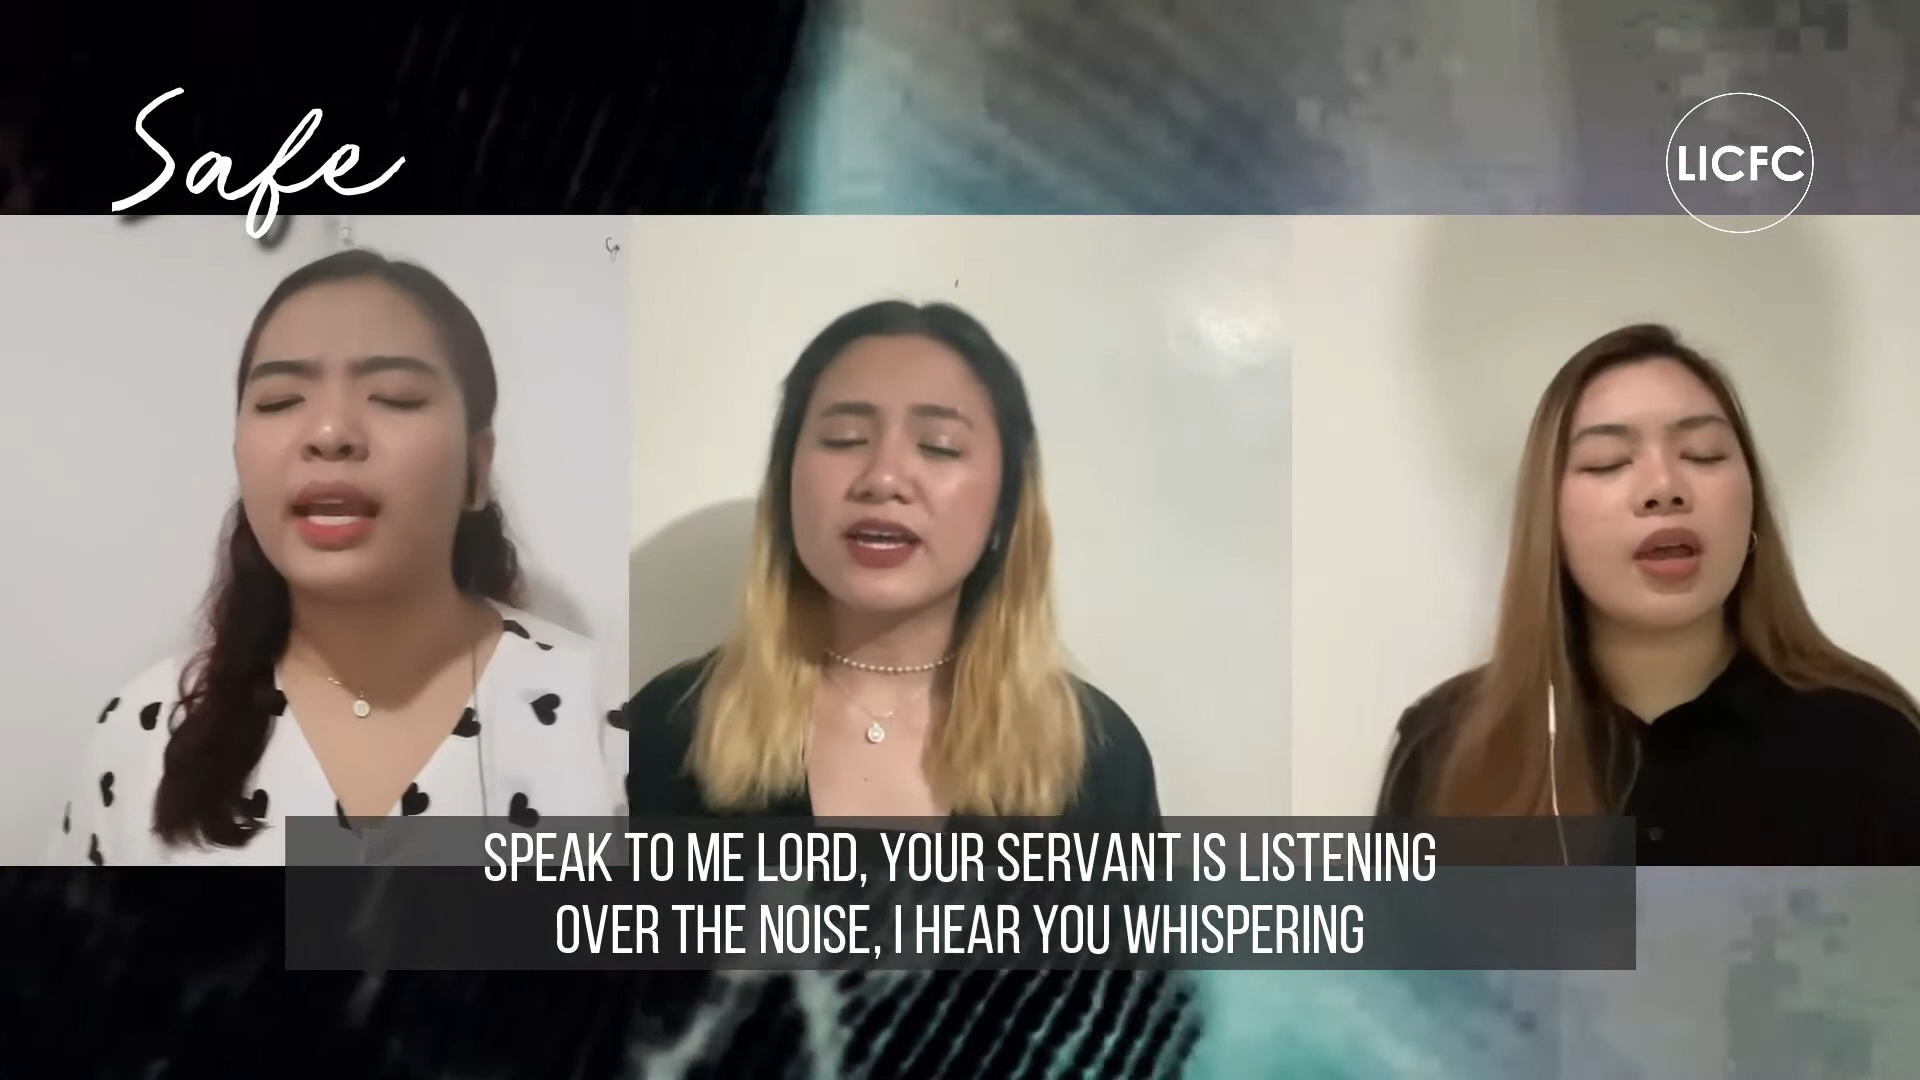 Safe
LICFC
SPEAK TO ME LORD, YOUR SERVANT IS LISTENING
OVER THE NOISE, I HEAR YOU WHISPERING